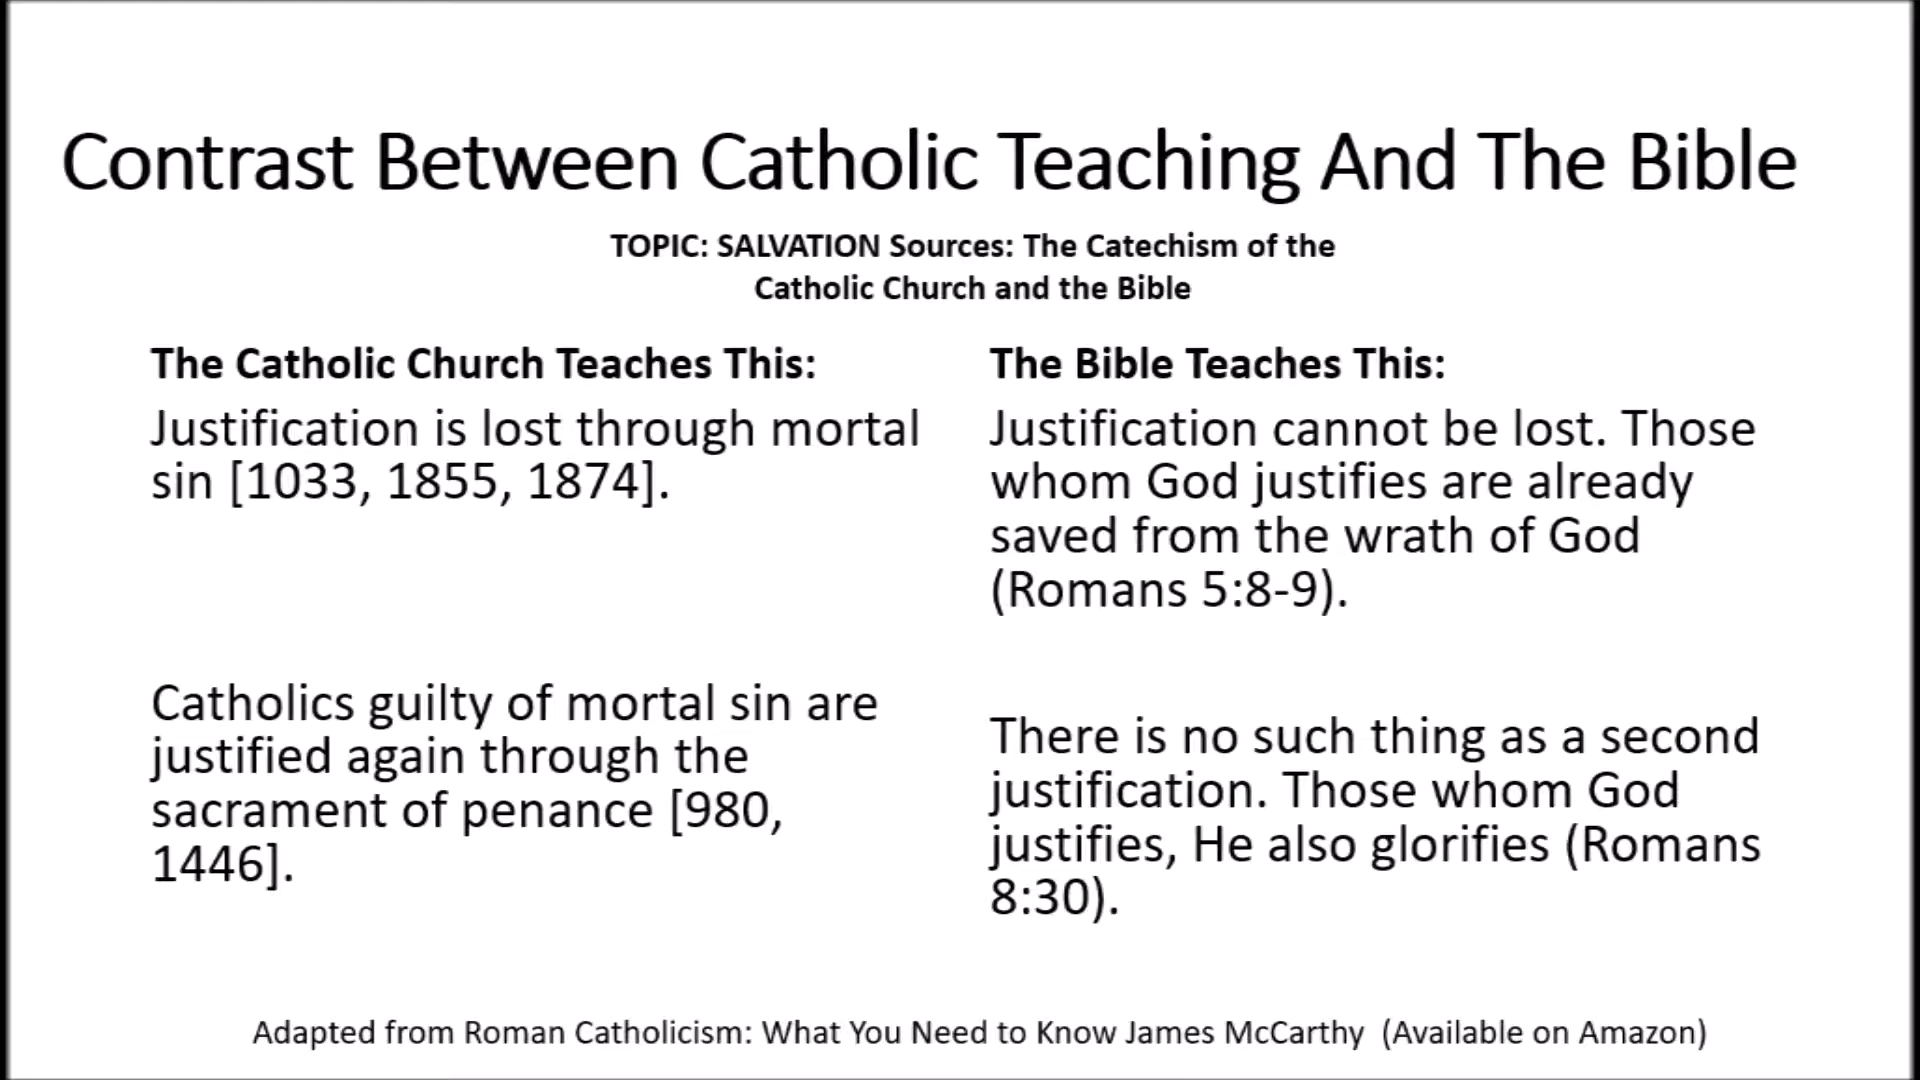 Contrast Between Catholic Teaching And The Bible
TOPIC: SALVATION Sources: The Catechism of the
Catholic Church and the Bible
The Catholic Church Teaches This:
Justification is lost through mortal
sin [1033, 1855, 1874].
Catholics guilty of mortal sin are
justified again through the
sacrament of penance [980,
1446].
The Bible Teaches This:
Justification cannot be lost. Those
whom God justifies are already
saved from the wrath of God
(Romans 5:8-9).
There is no such thing as a second
justification. Those whom God
justifies, He also glorifies (Romans
8:30).
Adapted from Roman Catholicism: What You Need to Know James McCarthy (Available on Amazon)